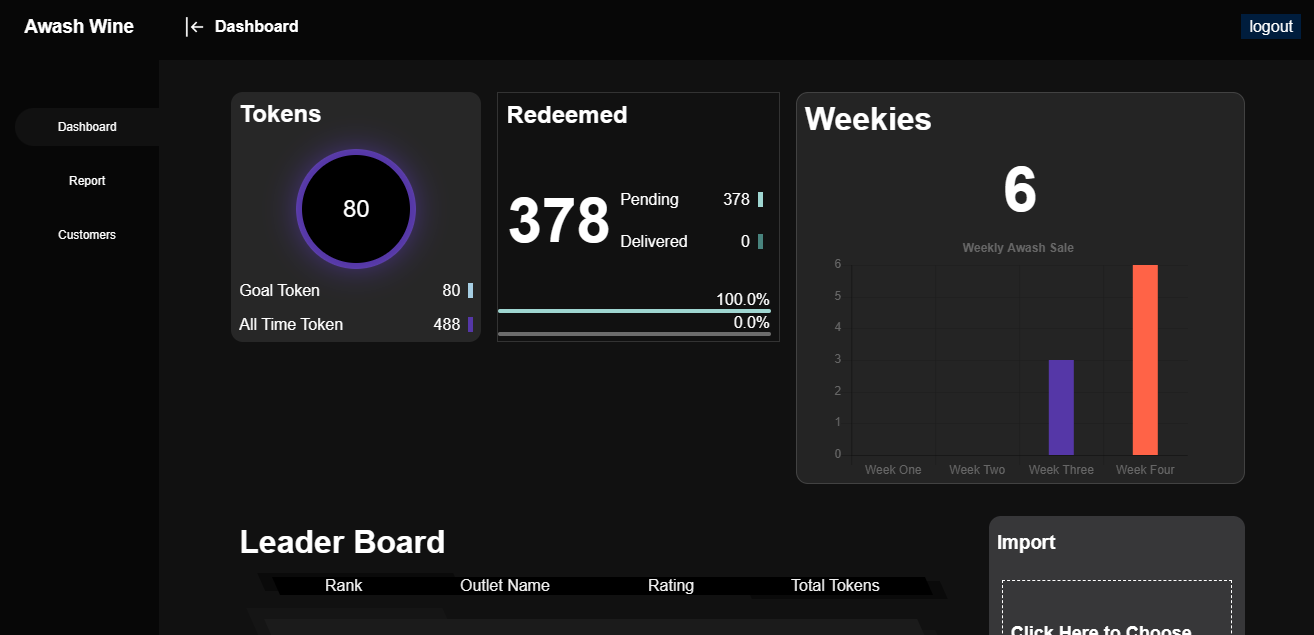 Awash Wine
Dashboard
logout
Dashboard
Report
Customers
Tokens
80
Goal Token 80
All Time Token 488
Redeemed
378
Pending 378
Delivered 0
100.0%
0.0%
Weekies
6
Weekly Awash Sale
6
5
4
3
2
1
0
Week One Week Two Week Three Week Four
Leader Board
Rank Outlet Name Rating Total Tokens
Import
Click Here to Choose